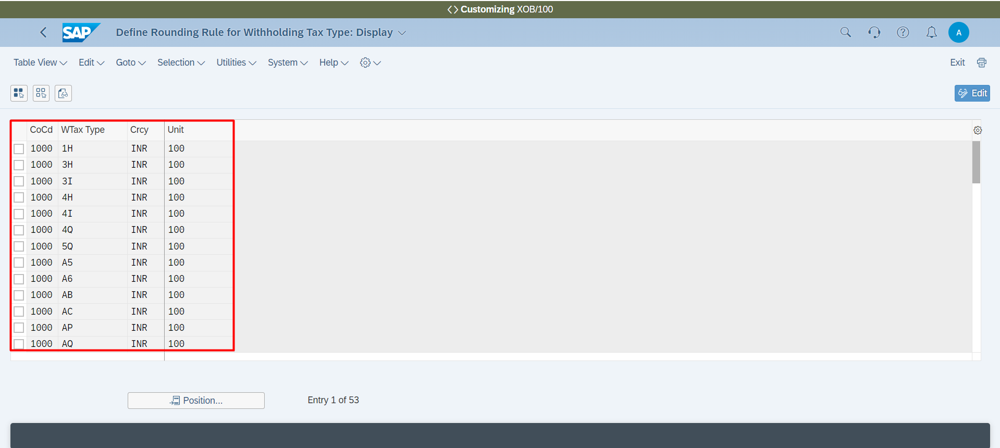 Customizing XOB/100
SAP Define Rounding Rule for Withholding Tax Type: Display A
Table View Edit Goto Selection Utilities System Help Exit
Edit
CoCd WTax Type Crcy Unit
1000 1H INR 100
1000 3H INR 100
1000 3I INR 100
1000 4H INR 100
1000 4I INR 100
1000 4Q INR 100
1000 5Q INR 100
1000 A5 INR 100
1000 A6 INR 100
1000 AB INR 100
1000 AC INR 100
1000 AP INR 100
1000 AQ INR 100
Position... Entry 1 of 53